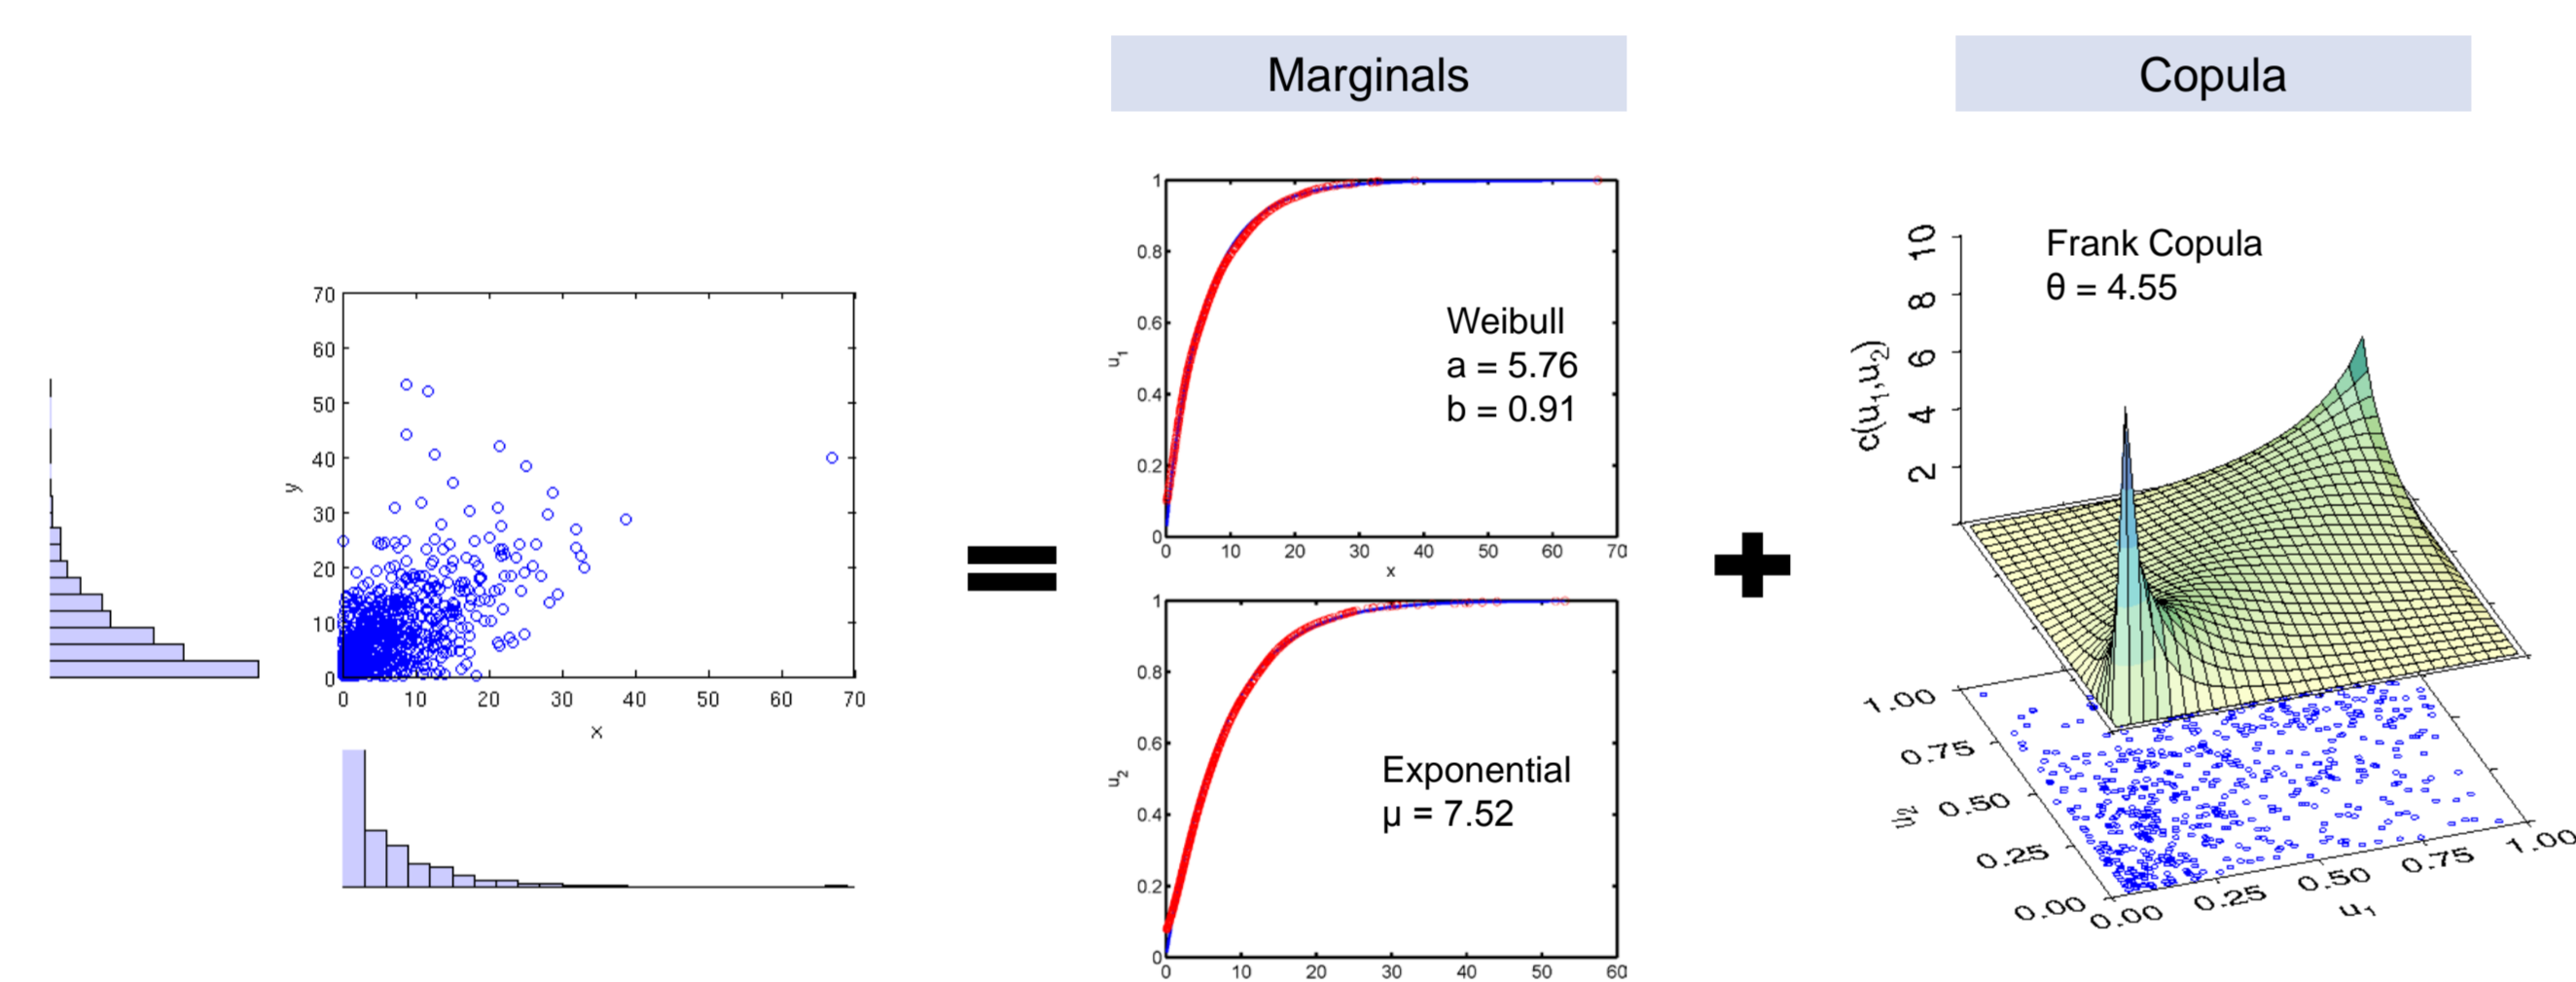 Marginals
Copula
70
60
50
40
30
20
10
0
y
0 10 20 30 40 50 60 70
x
1
0.8
0.6
0.4
0.2
0
u1
Weibull
a = 5.76
b = 0.91
0 10 20 30 40 50 60 70
x
1
0.8
0.6
0.4
0.2
0
u2
Exponential
μ = 7.52
0 10 20 30 40 50 60
Frank Copula
θ = 4.55
10
8
6
4
2
c(u1,u2)
1.00
0.75
0.50
0.25
0.00
u2
0.00 0.25 0.50 0.75 1.00
u1